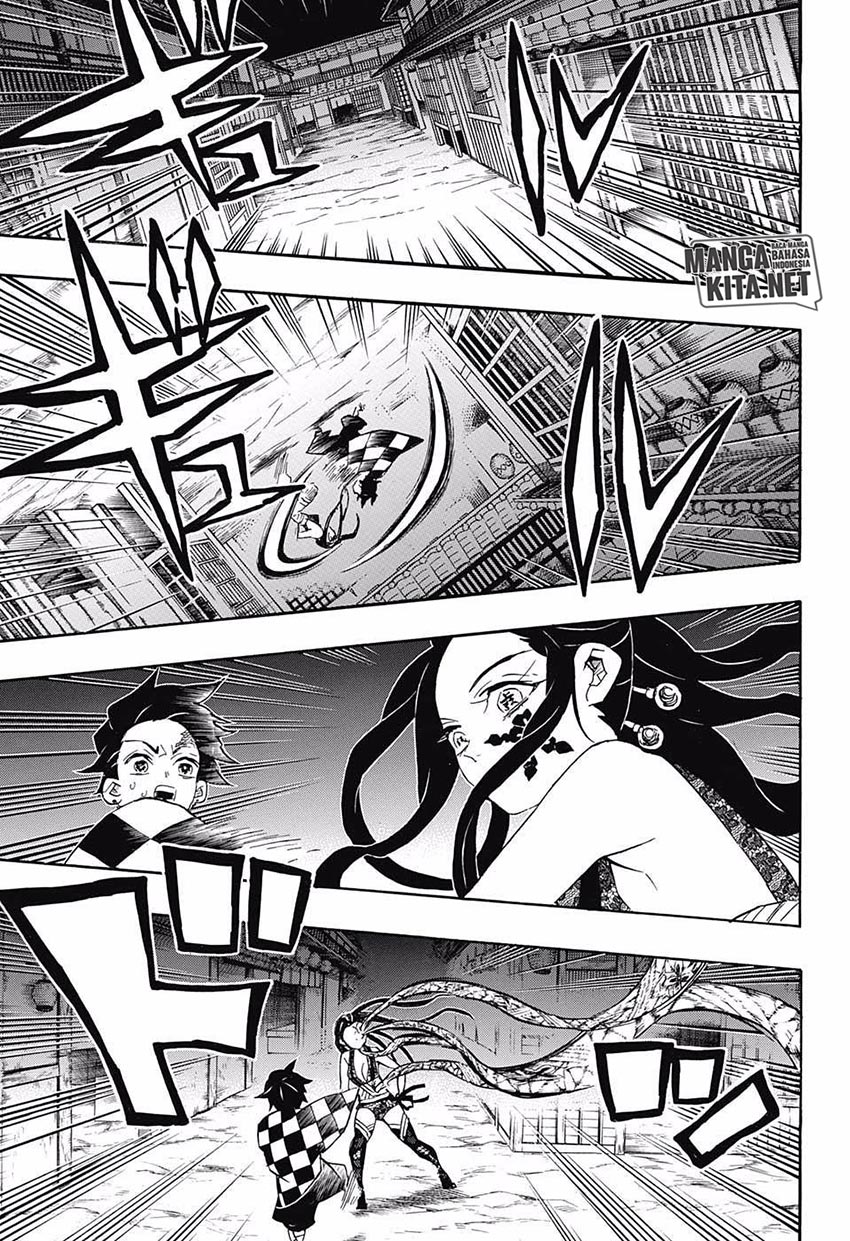 ギュル
MANGA
KITA.NET
BACA MANGA
BAHASA
INDONESIA
ギュル
ドン